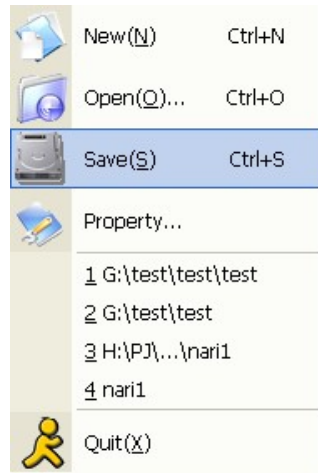 New(N) Ctrl+N
Open(O)... Ctrl+O
Save(S) Ctrl+S
Property...
1 G:\test\test\test
2 G:\test\test
3 H:\PJ\...\nari1
4 nari1
Quit(X)